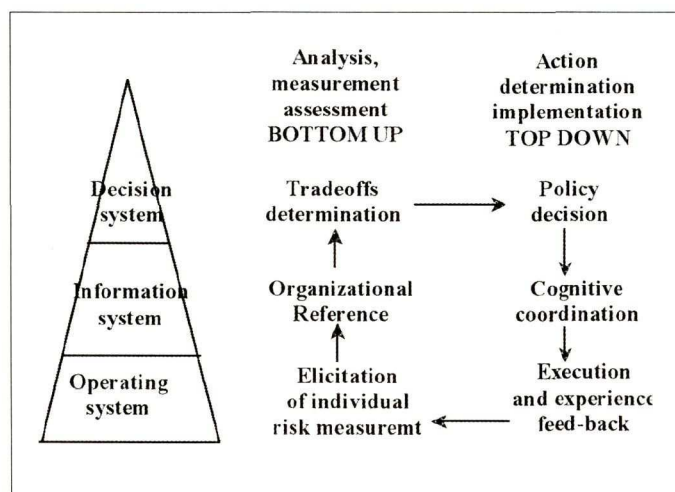 Analysis,
measurement
assessment
BOTTOM UP
Action
determination
implementation
TOP DOWN
Decision
system
Tradeoffs
determination
Policy
decision
Information
system
Organizational
Reference
Cognitive
coordination
Operating
system
Elicitation
of individual
risk measuremt
Execution
and experience
feed-back